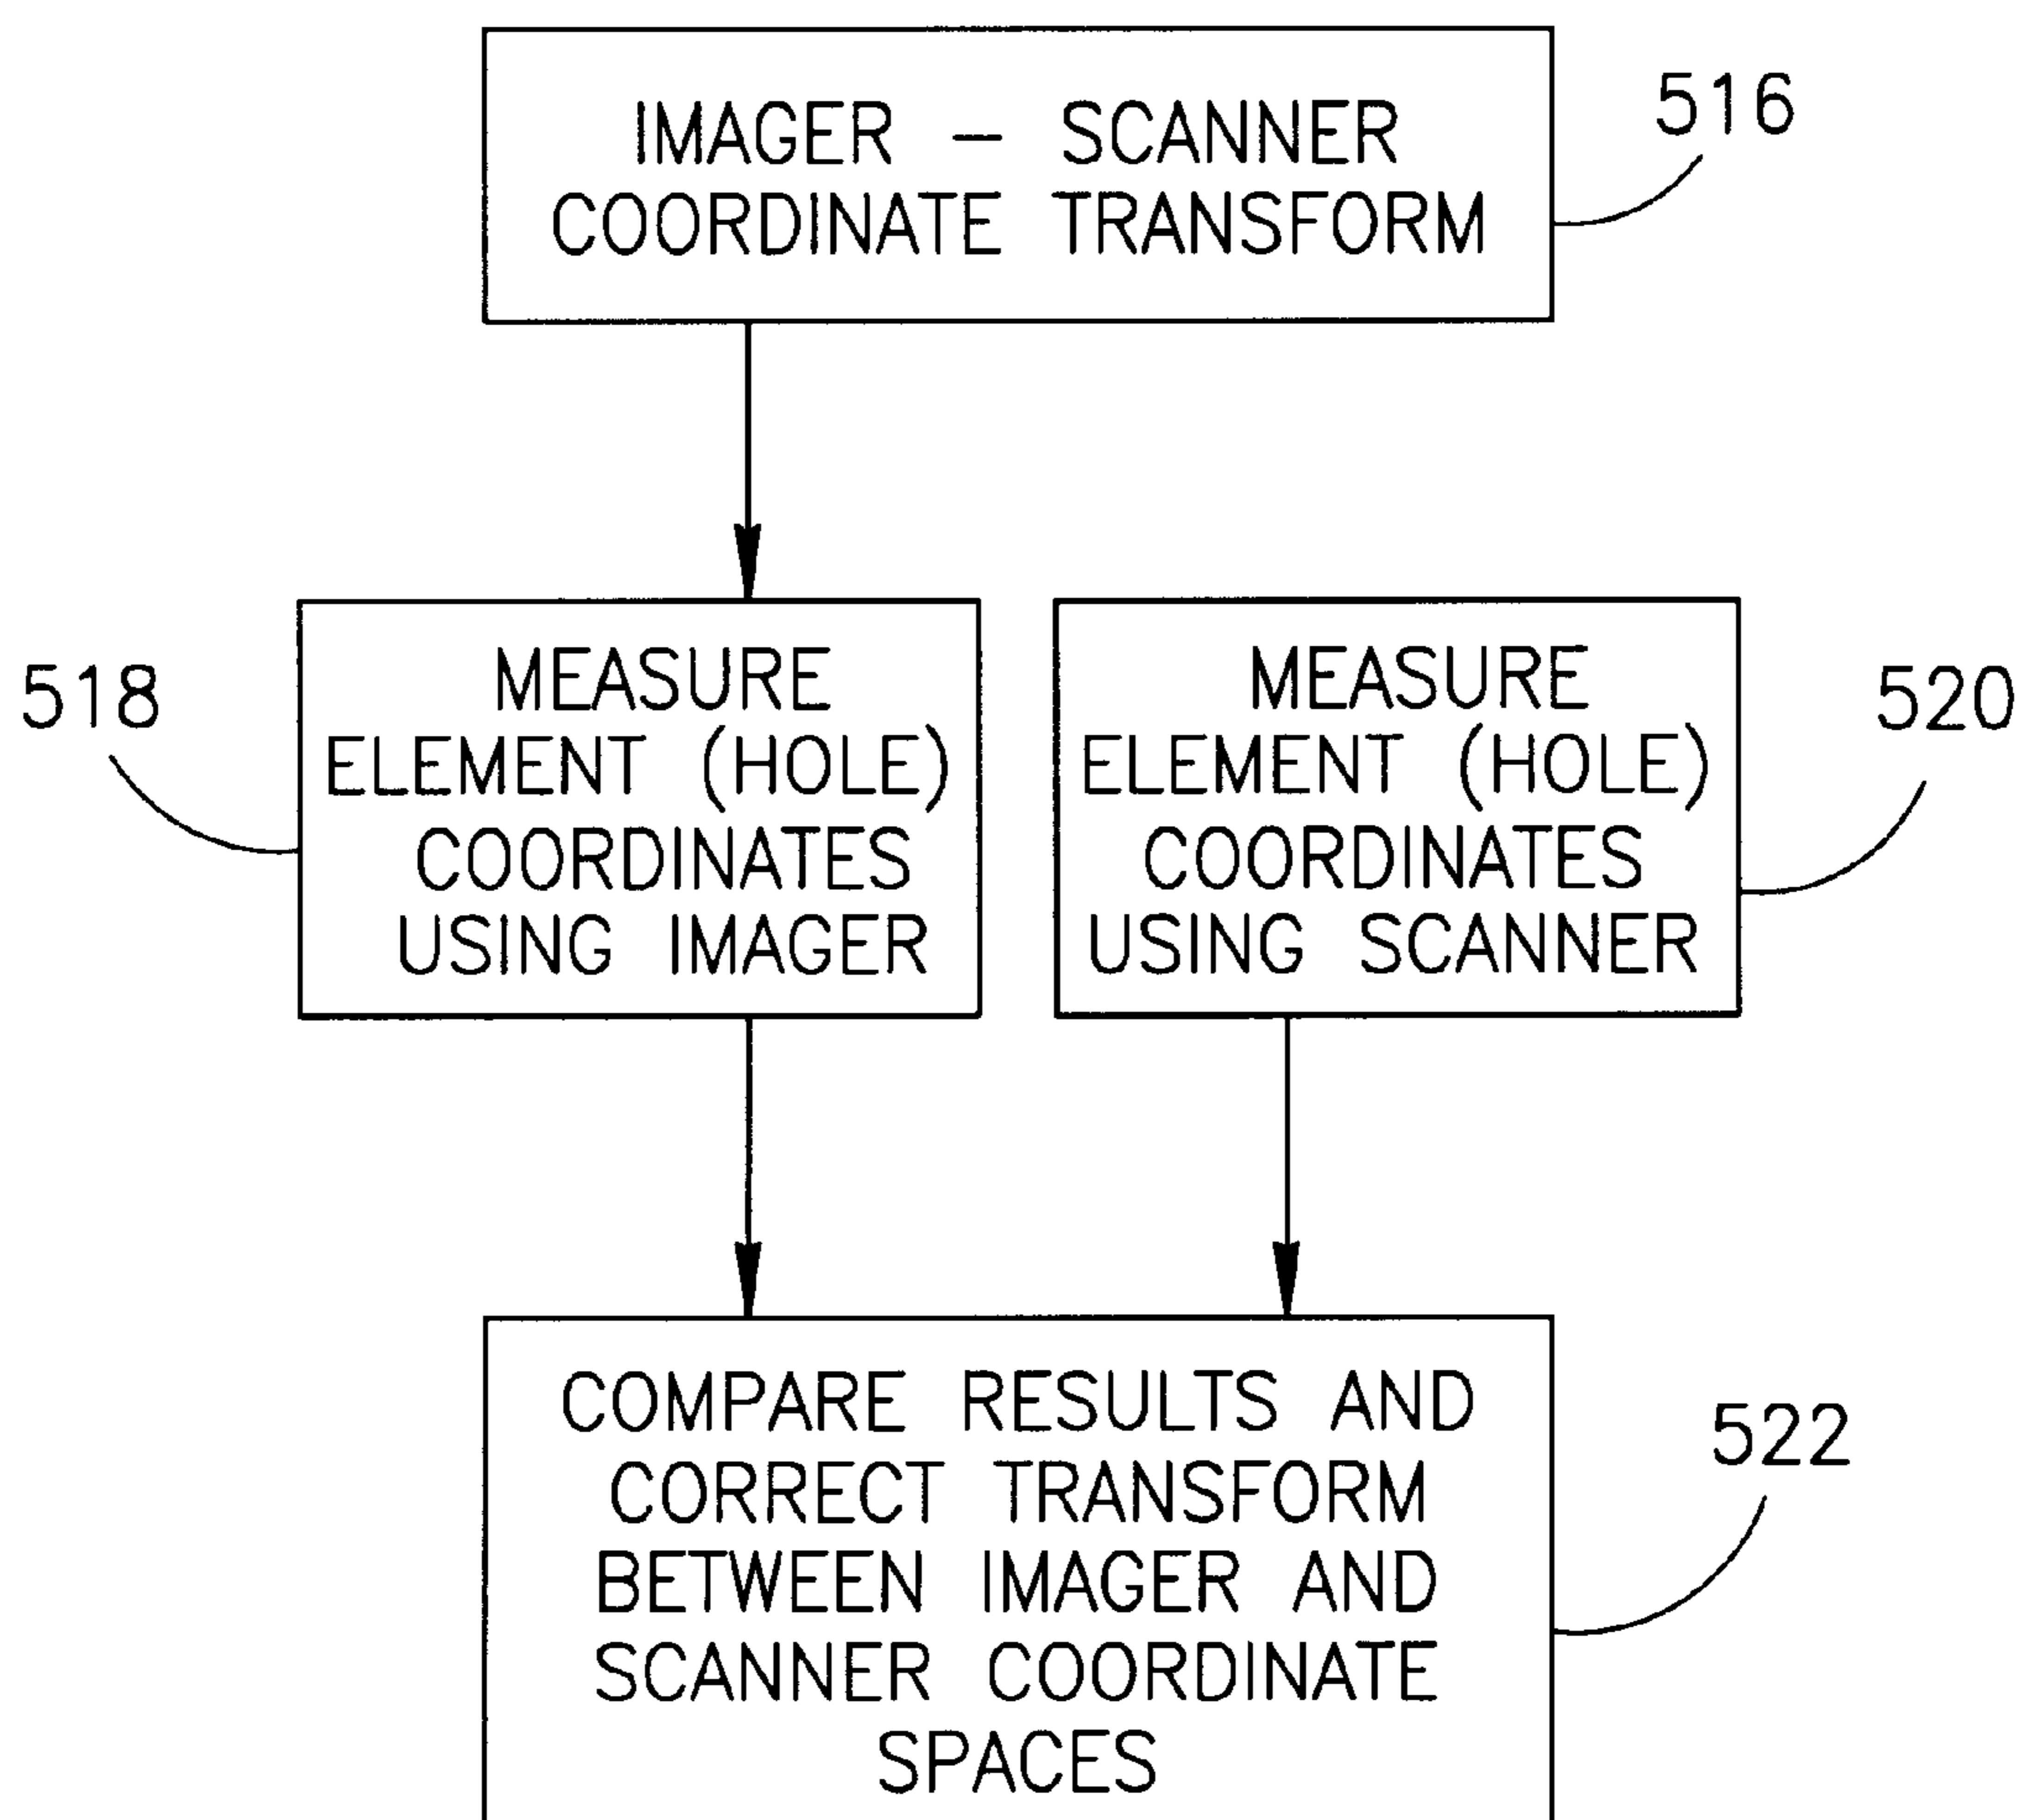 IMAGER – SCANNER
COORDINATE TRANSFORM
516
MEASURE
ELEMENT (HOLE)
COORDINATES
USING IMAGER
518
MEASURE
ELEMENT (HOLE)
COORDINATES
USING SCANNER
520
COMPARE RESULTS AND
CORRECT TRANSFORM
BETWEEN IMAGER AND
SCANNER COORDINATE
SPACES
522